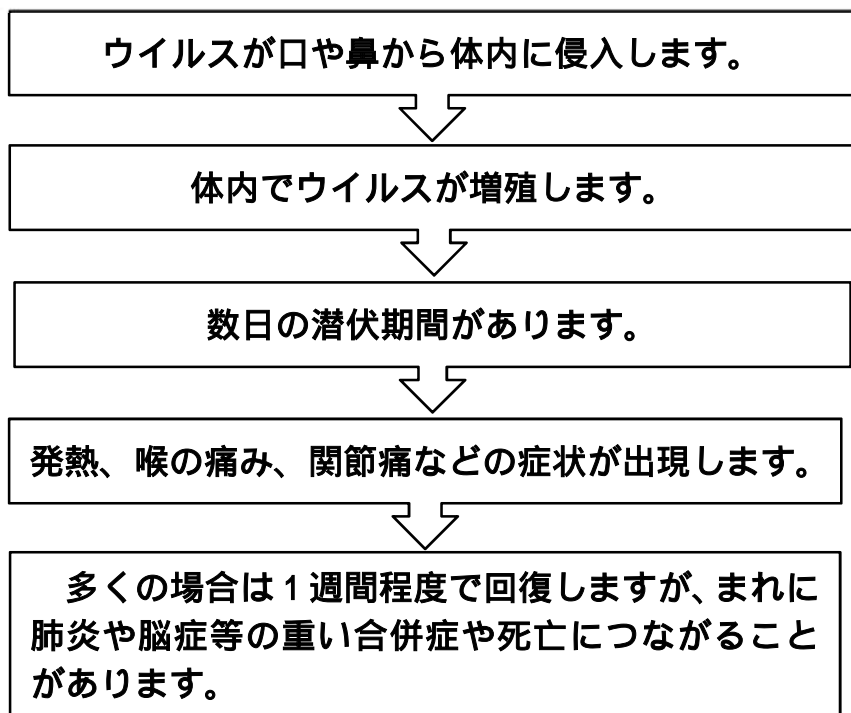 ウイルスが口や鼻から体内に侵入します。
体内でウイルスが増殖します。
数日の潜伏期間があります。
発熱、喉の痛み、関節痛などの症状が出現します。
多くの場合は1週間程度で回復しますが、まれに
肺炎や脳症等の重い合併症や死亡につながること
があります。